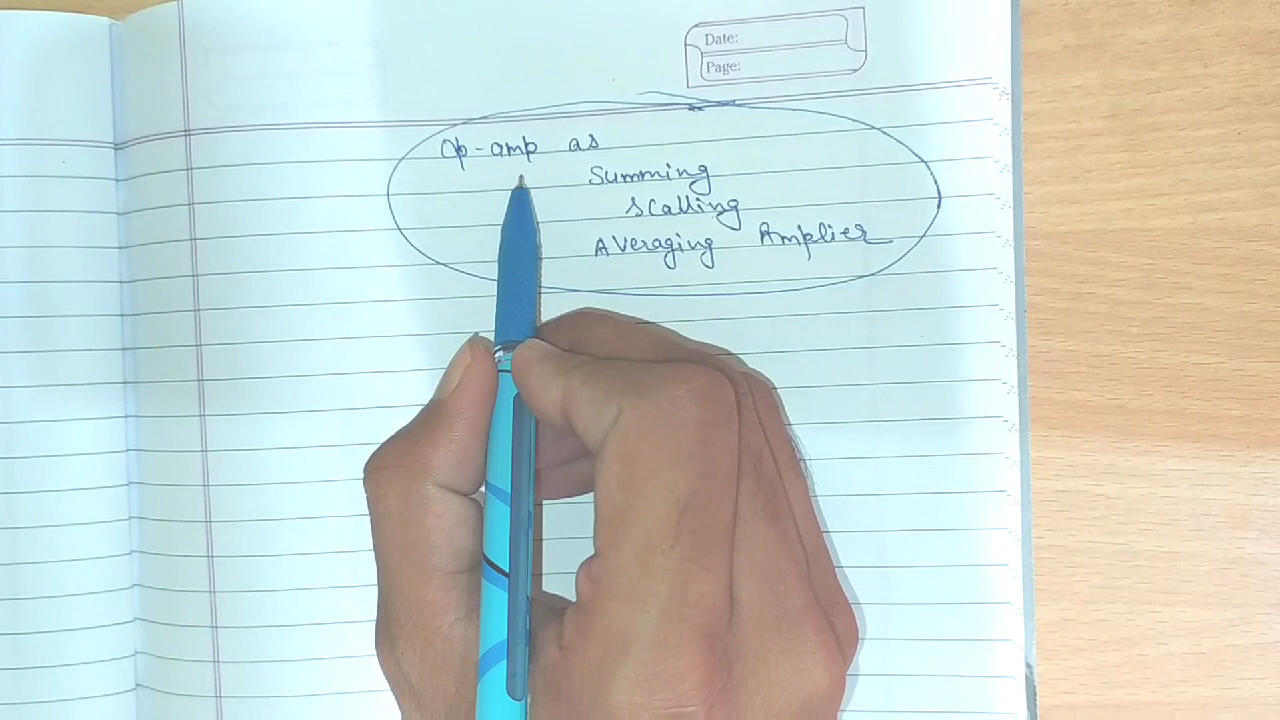 Date:
Page:
Op-amp as
Summing
Scalling
Averaging Amplier